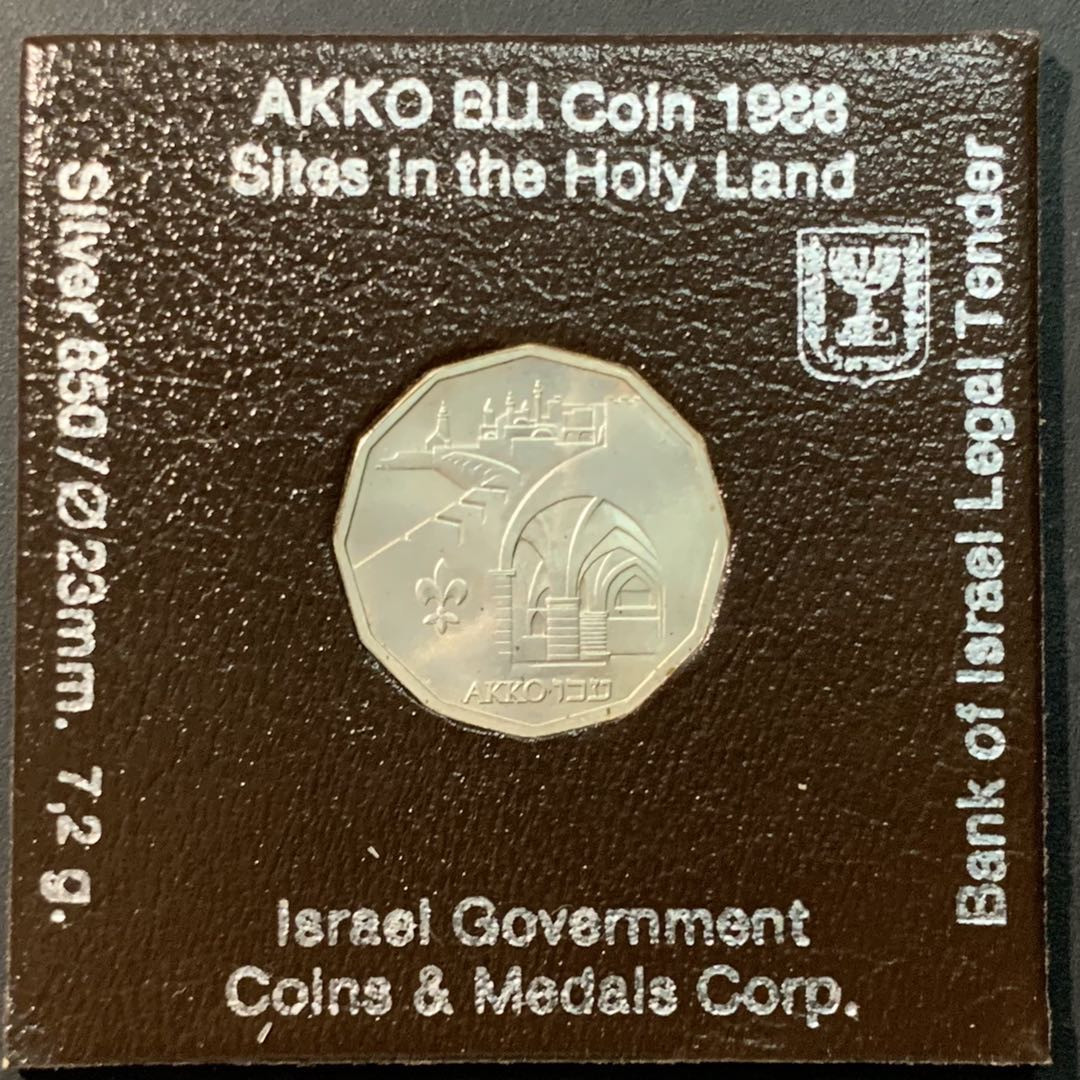 AKKO BU Coin 1986
Sites in the Holy Land
Silver 850/Ø23mm. 7,2 g.
Bank of Israel Legal Tender
AKKO·עכו
Israel Government
Coins & Medals Corp.